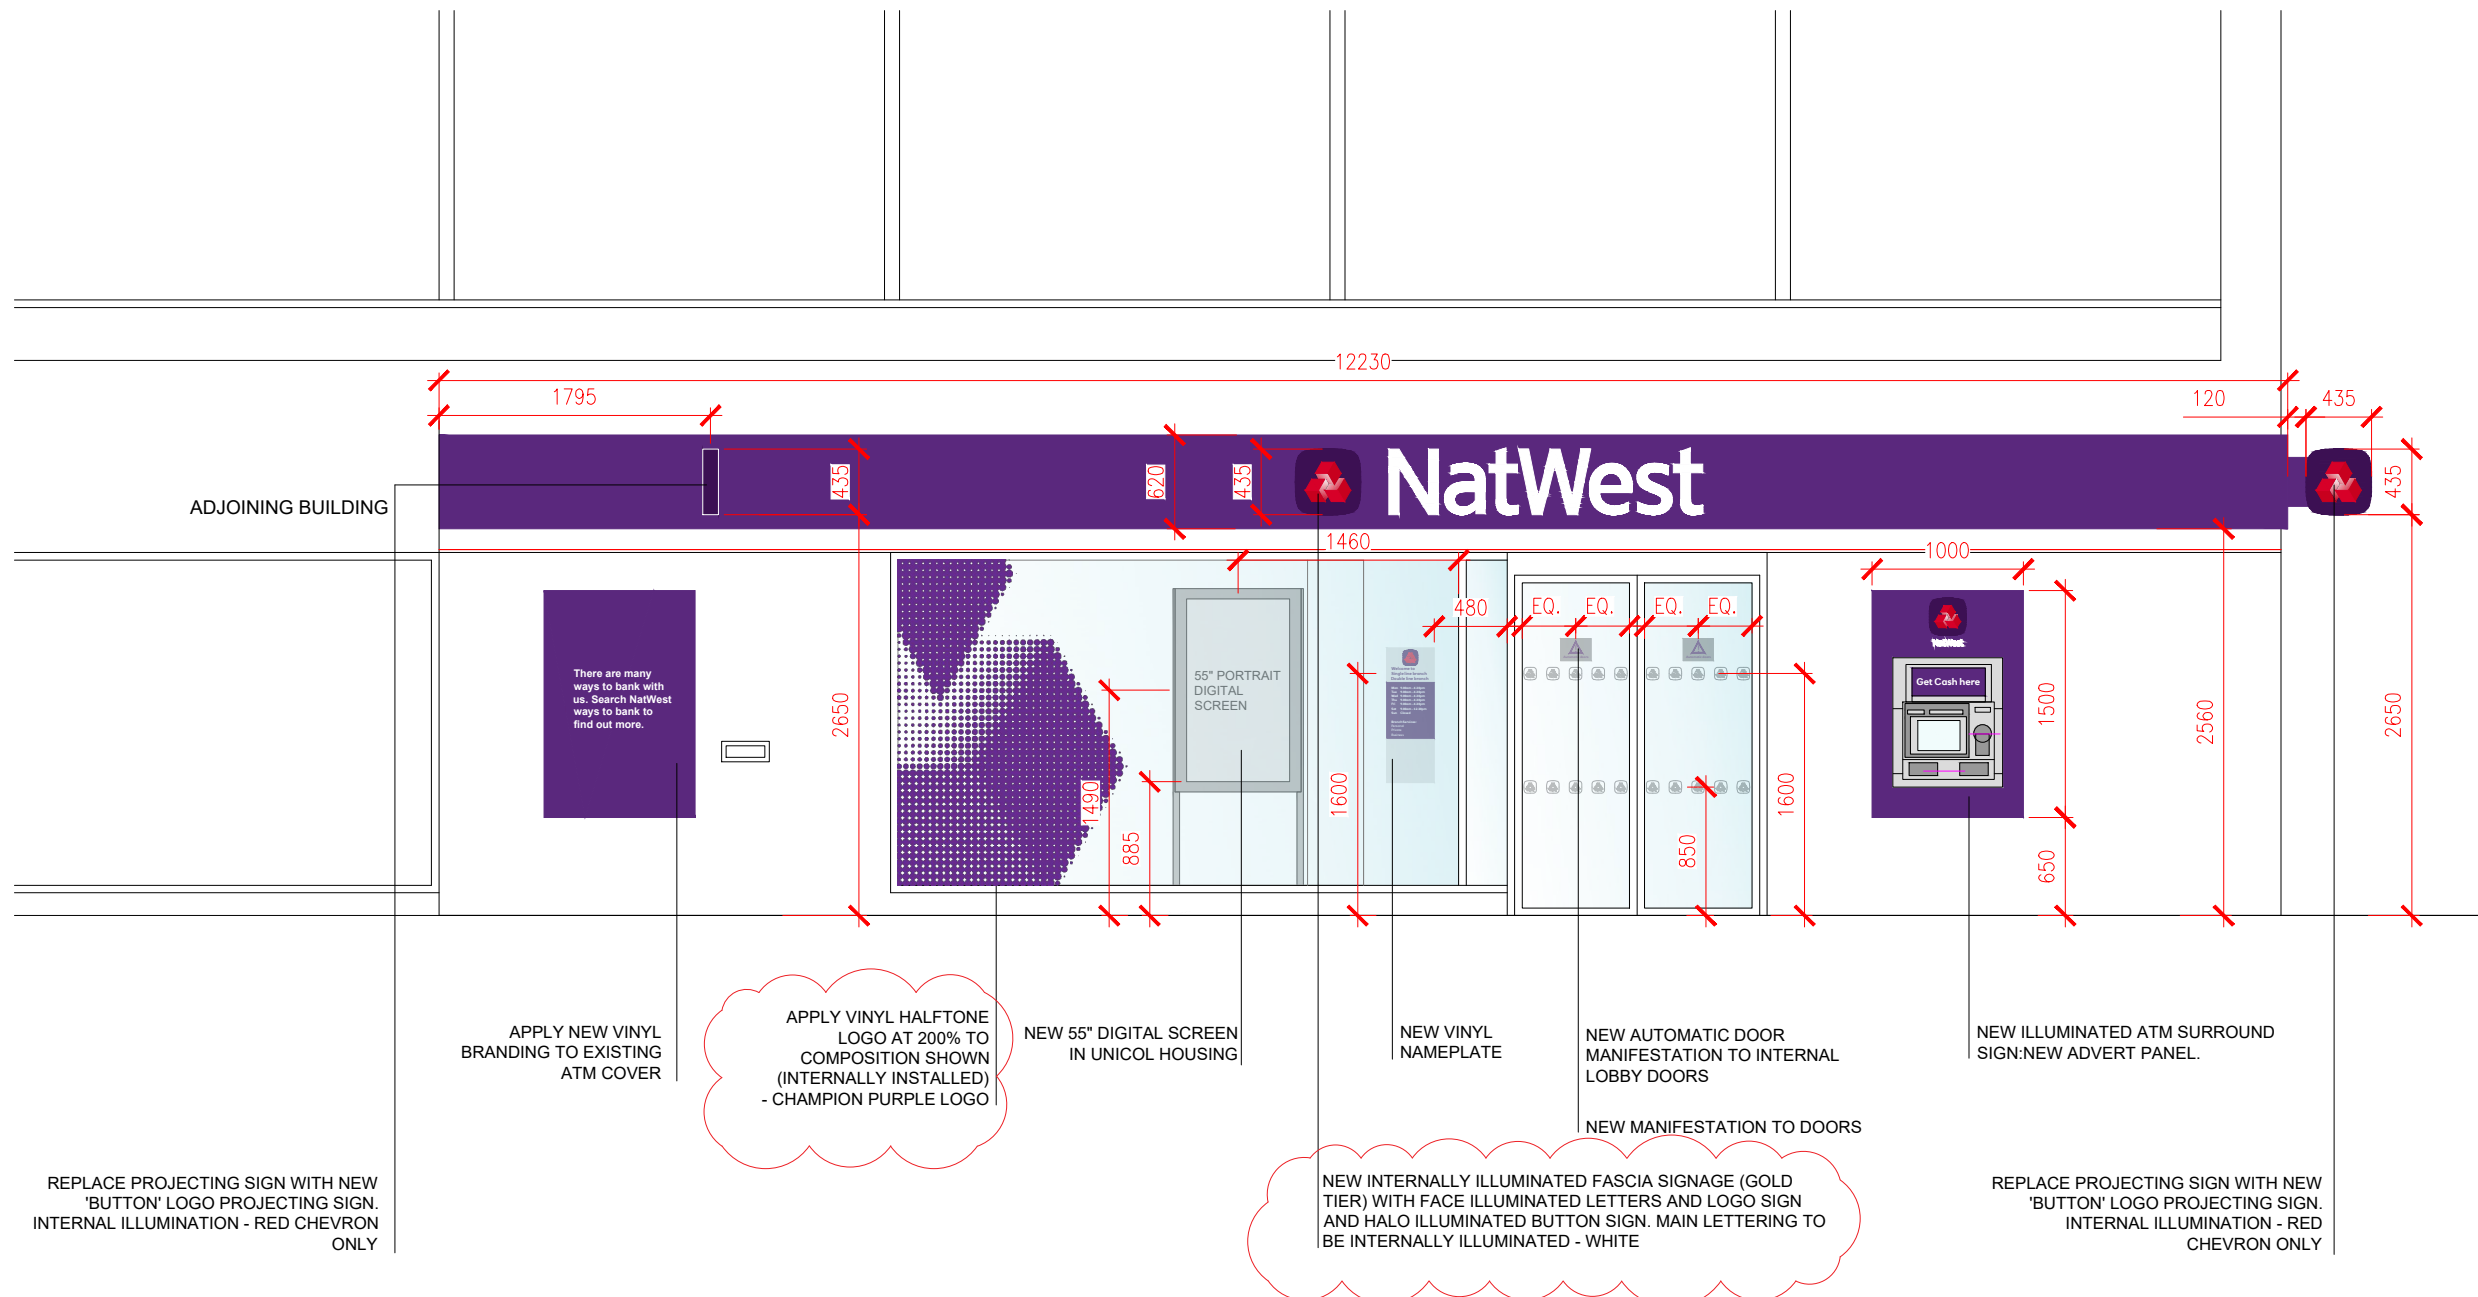 12230
1795
120
435
435
620
435
NatWest
435
ADJOINING BUILDING
1460
1000
480
EQ.
EQ.
EQ.
EQ.
There are many
ways to bank with
us. Search NatWest
ways to bank to
find out more.
55" PORTRAIT
DIGITAL
SCREEN
NatWest
Get Cash here
2650
1490
885
1600
850
1600
1500
650
2560
2650
APPLY NEW VINYL
BRANDING TO EXISTING
ATM COVER
APPLY VINYL HALFTONE
LOGO AT 200% TO
COMPOSITION SHOWN
(INTERNALLY INSTALLED)
- CHAMPION PURPLE LOGO
NEW 55" DIGITAL SCREEN
IN UNICOL HOUSING
NEW VINYL
NAMEPLATE
NEW AUTOMATIC DOOR
MANIFESTATION TO INTERNAL
LOBBY DOORS
NEW MANIFESTATION TO DOORS
NEW ILLUMINATED ATM SURROUND
SIGN:NEW ADVERT PANEL.
REPLACE PROJECTING SIGN WITH NEW
'BUTTON' LOGO PROJECTING SIGN.
INTERNAL ILLUMINATION - RED CHEVRON
ONLY
NEW INTERNALLY ILLUMINATED FASCIA SIGNAGE (GOLD
TIER) WITH FACE ILLUMINATED LETTERS AND LOGO SIGN
AND HALO ILLUMINATED BUTTON SIGN. MAIN LETTERING TO
BE INTERNALLY ILLUMINATED - WHITE
REPLACE PROJECTING SIGN WITH NEW
'BUTTON' LOGO PROJECTING SIGN.
INTERNAL ILLUMINATION - RED
CHEVRON ONLY